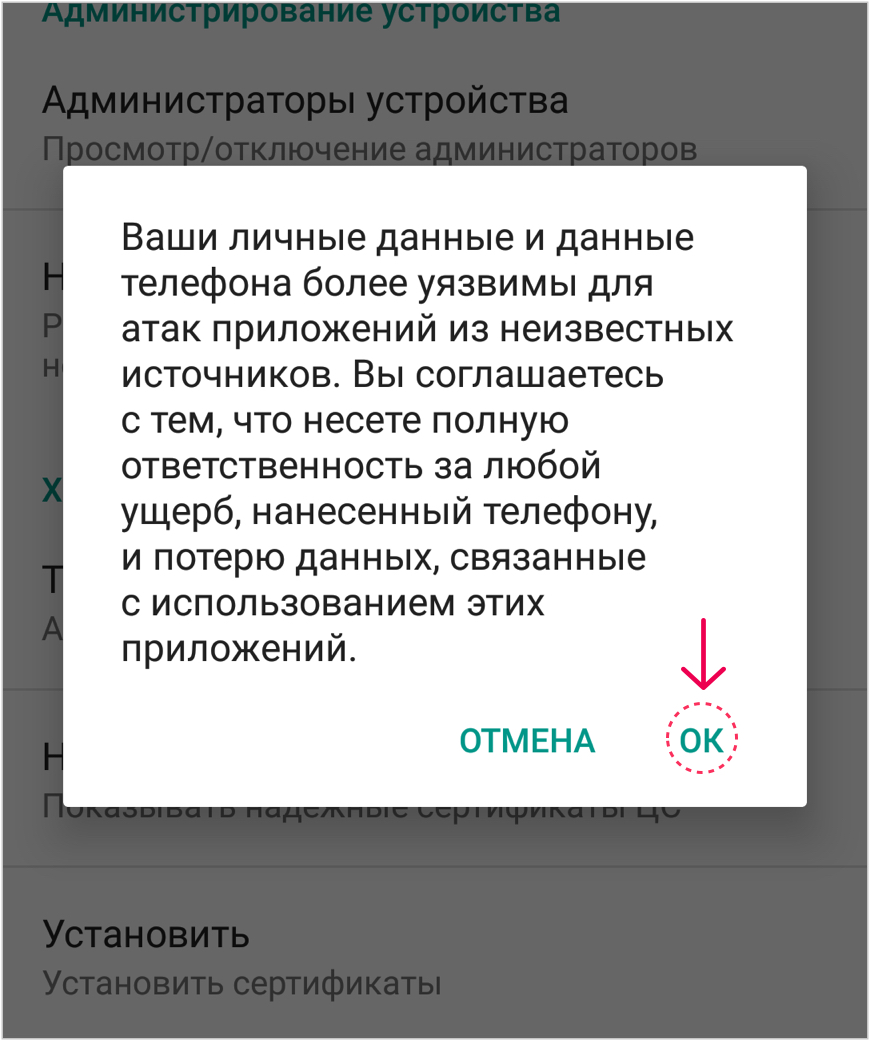 Администрирование устройства
Администраторы устройства
Просмотр/отключение администраторов
Ваши личные данные и данные
телефона более уязвимы для
атак приложений из неизвестных
источников. Вы соглашаетесь
с тем, что несете полную
ответственность за любой
ущерб, нанесенный телефону,
и потерю данных, связанные
с использованием этих
приложений.
ОТМЕНА ОК
Показывать надежные сертификаты ЦС
Установить
Установить сертификаты